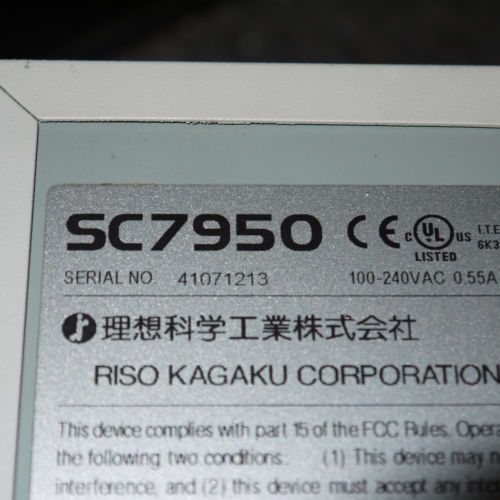 SC7950 CE c UL us LISTED I.T.E 6K3
SERIAL NO. 41071213 100-240VAC 0.55A
理想科学工業株式会社
RISO KAGAKU CORPORATION
This device complies with part 15 of the FCC Rules. Opera
the following two conditions: (1) This device may n
interference, and (2) this device must accept any inte